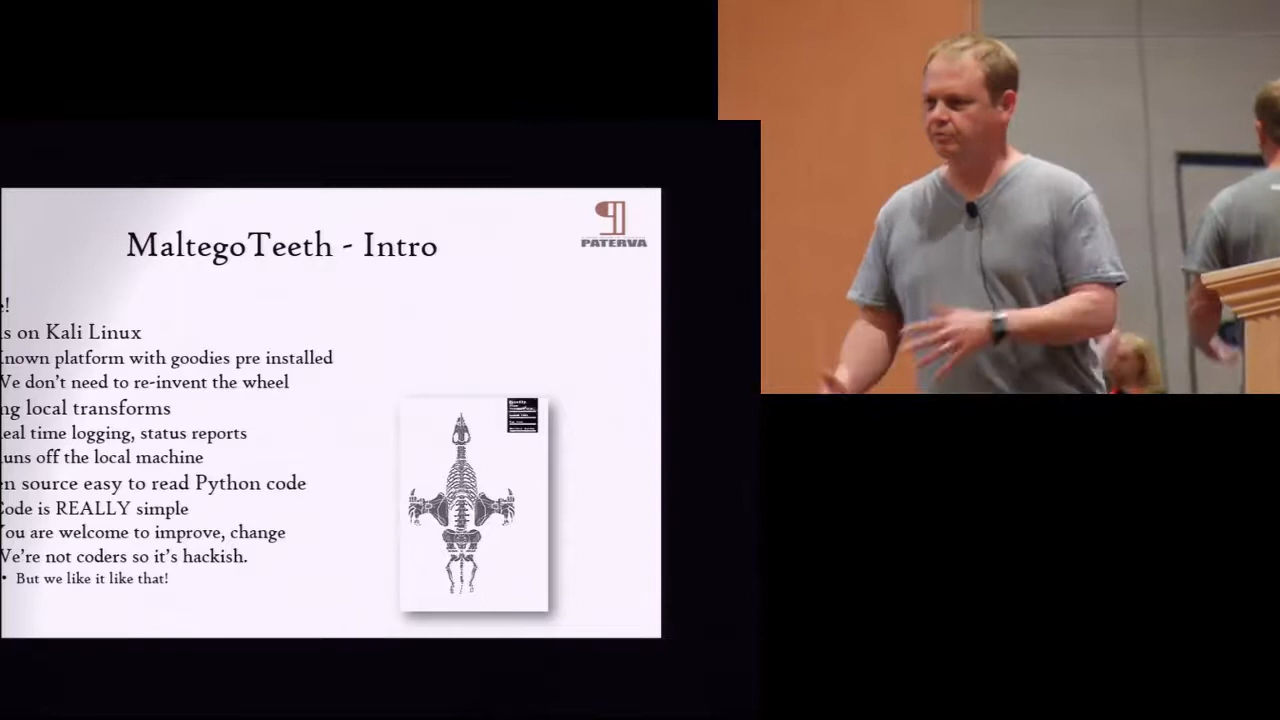 PATERVA
MaltegoTeeth - Intro
e!
s on Kali Linux
Known platform with goodies pre installed
We don't need to re-invent the wheel
ng local transforms
Real time logging, status reports
uns off the local machine
en source easy to read Python code
Code is REALLY simple
You are welcome to improve, change
We're not coders so it's hackish.
• But we like it like that!